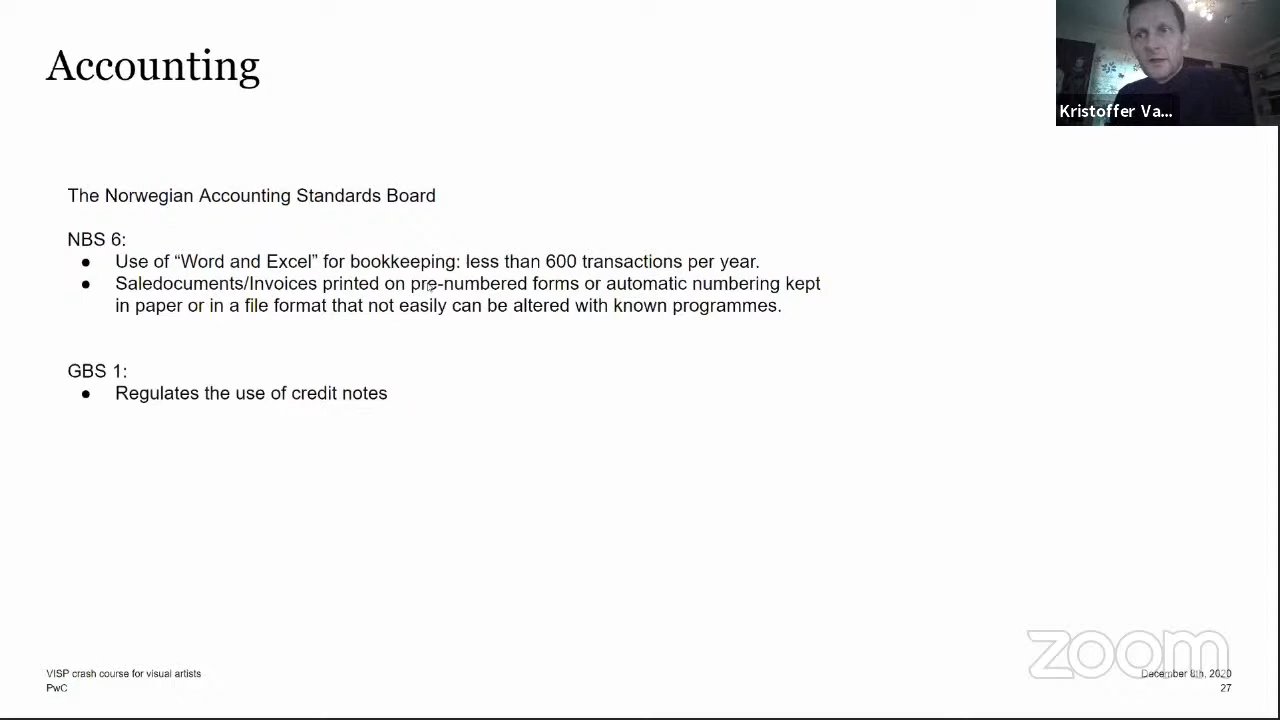 Accounting
Kristoffer Va...
The Norwegian Accounting Standards Board
NBS 6:
● Use of “Word and Excel” for bookkeeping: less than 600 transactions per year.
● Saledocuments/Invoices printed on pre-numbered forms or automatic numbering kept
in paper or in a file format that not easily can be altered with known programmes.
GBS 1:
● Regulates the use of credit notes
zoom
VISP crash course for visual artists
December 8th, 2020
PwC
27